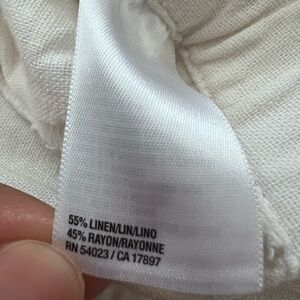 55% LINEN/LIN/LINO
45% RAYON/RAYONNE
RN 54023 / CA 17897